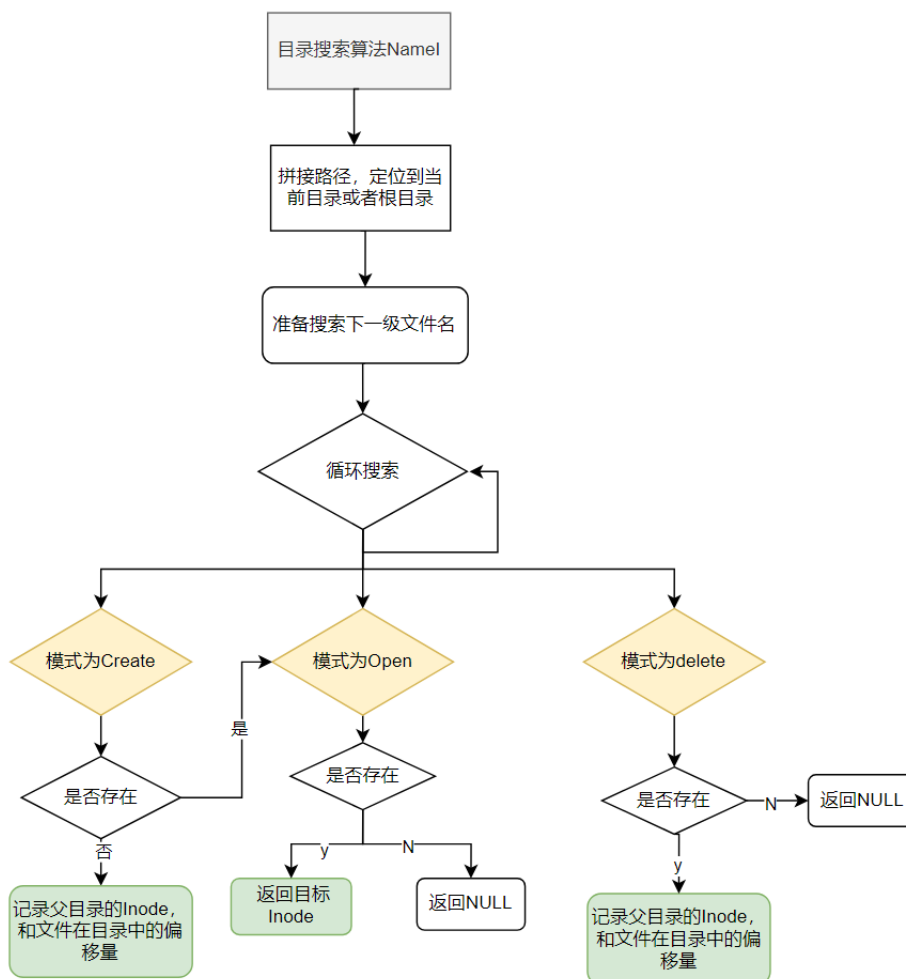 目录搜索算法NameI
拼接路径，定位到当
前目录或者根目录
准备搜索下一级文件名
循环搜索
模式为Create
模式为Open
模式为delete
是
是否存在
是否存在
是否存在
N
返回NULL
否
y
N
y
记录父目录的Inode，
和文件在目录中的偏
移量
返回目标
Inode
返回NULL
记录父目录的Inode，
和文件在目录中的偏
移量